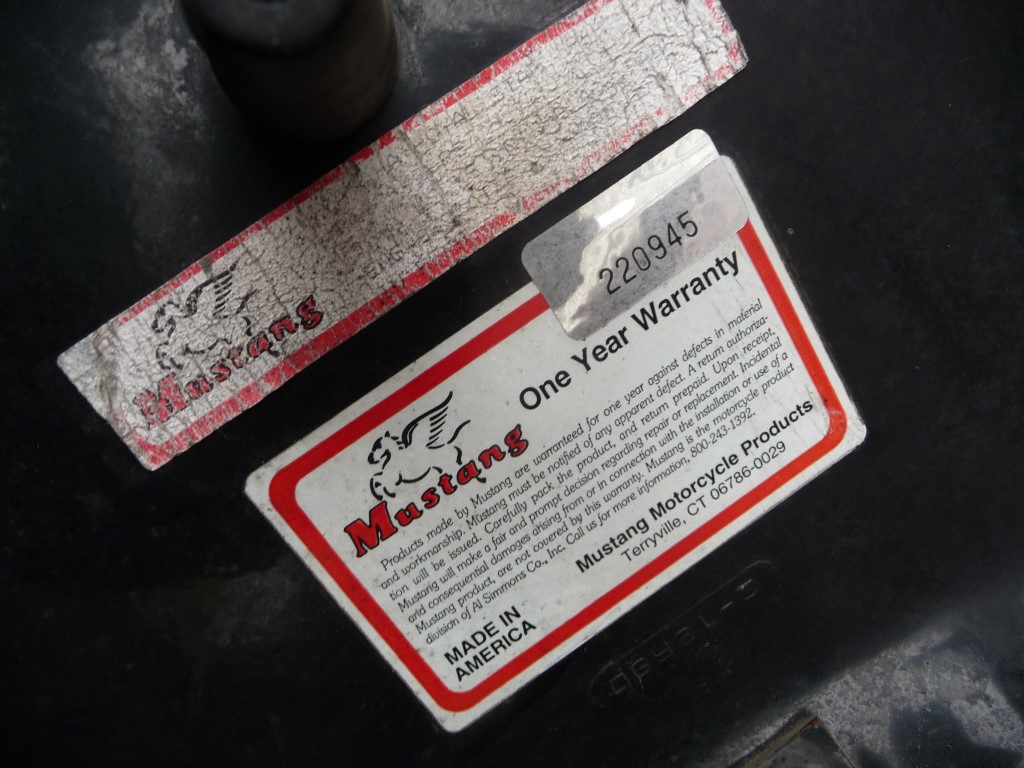 Mustang
220945
One Year Warranty
Mustang
Products made by Mustang are warranteed for one year against defects in material
and workmanship. Mustang must be notified of any apparent defect. A return authoriza-
tion will be issued. Carefully pack the product, and return prepaid. Upon receipt,
Mustang will make a fair and prompt decision regarding repair or replacement. Incidental
and consequential damages arising from or in connection with the installation or use of a
Mustang product, are not covered by this warranty. Mustang is the motorcycle product
division of Al Simmons Co., Inc. Call us for more information, 800-243-1392.
Mustang Motorcycle Products
Terryville, CT 06786-0029
MADE IN
AMERICA